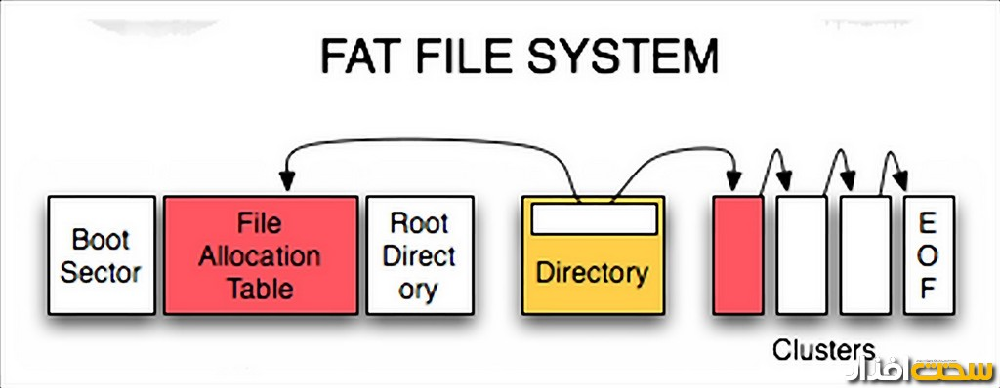 FAT FILE SYSTEM
Boot
Sector
File
Allocation
Table
Root
Direct
ory
Directory
E
O
F
Clusters
سخت‌افزار